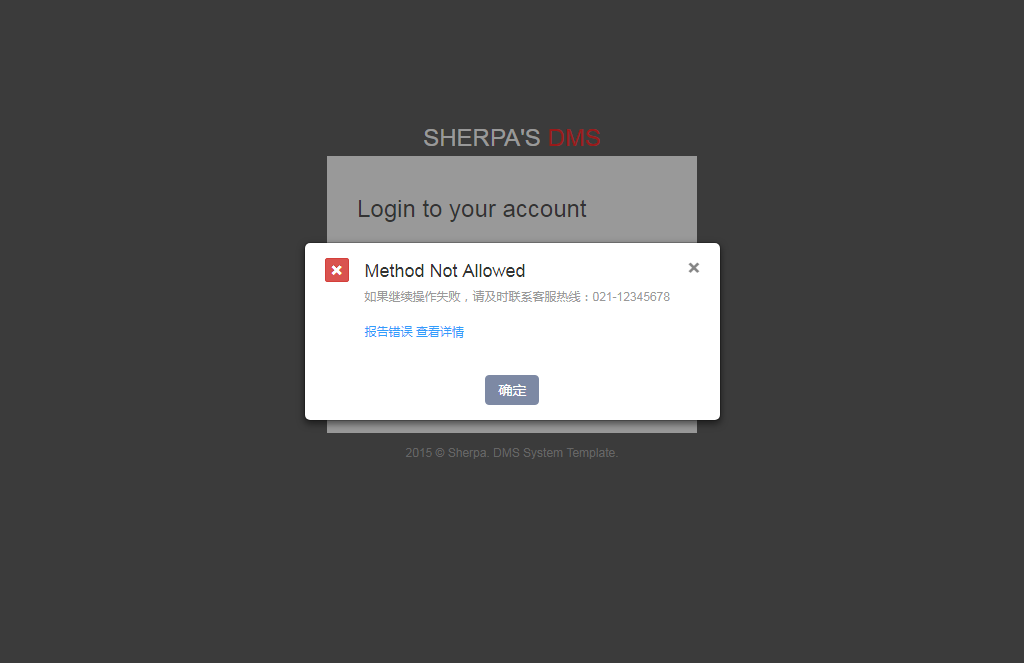 SHERPA'S DMS
Login to your account
Method Not Allowed
如果继续操作失败，请及时联系客服热线：021-12345678
报告错误 查看详情
确定
2015 © Sherpa. DMS System Template.